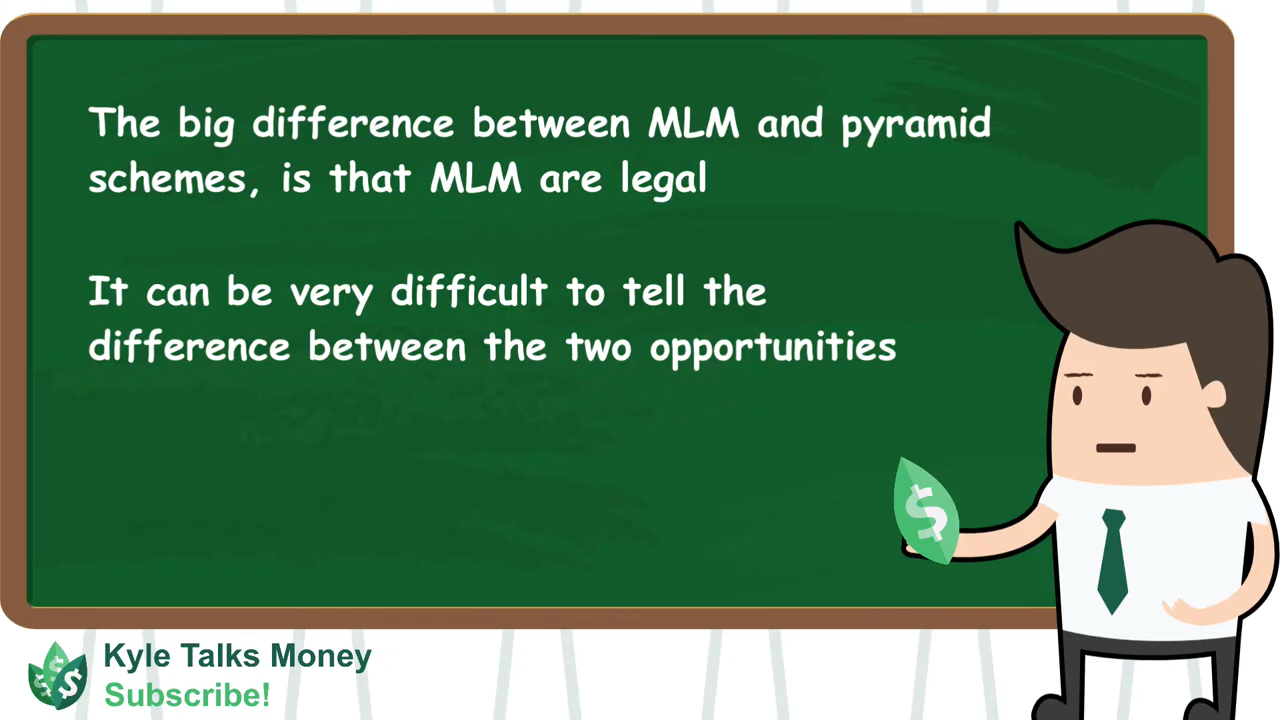 The big difference between MLM and pyramid
schemes, is that MLM are legal
It can be very difficult to tell the
difference between the two opportunities
$
$ $ $
Kyle Talks Money
Subscribe!